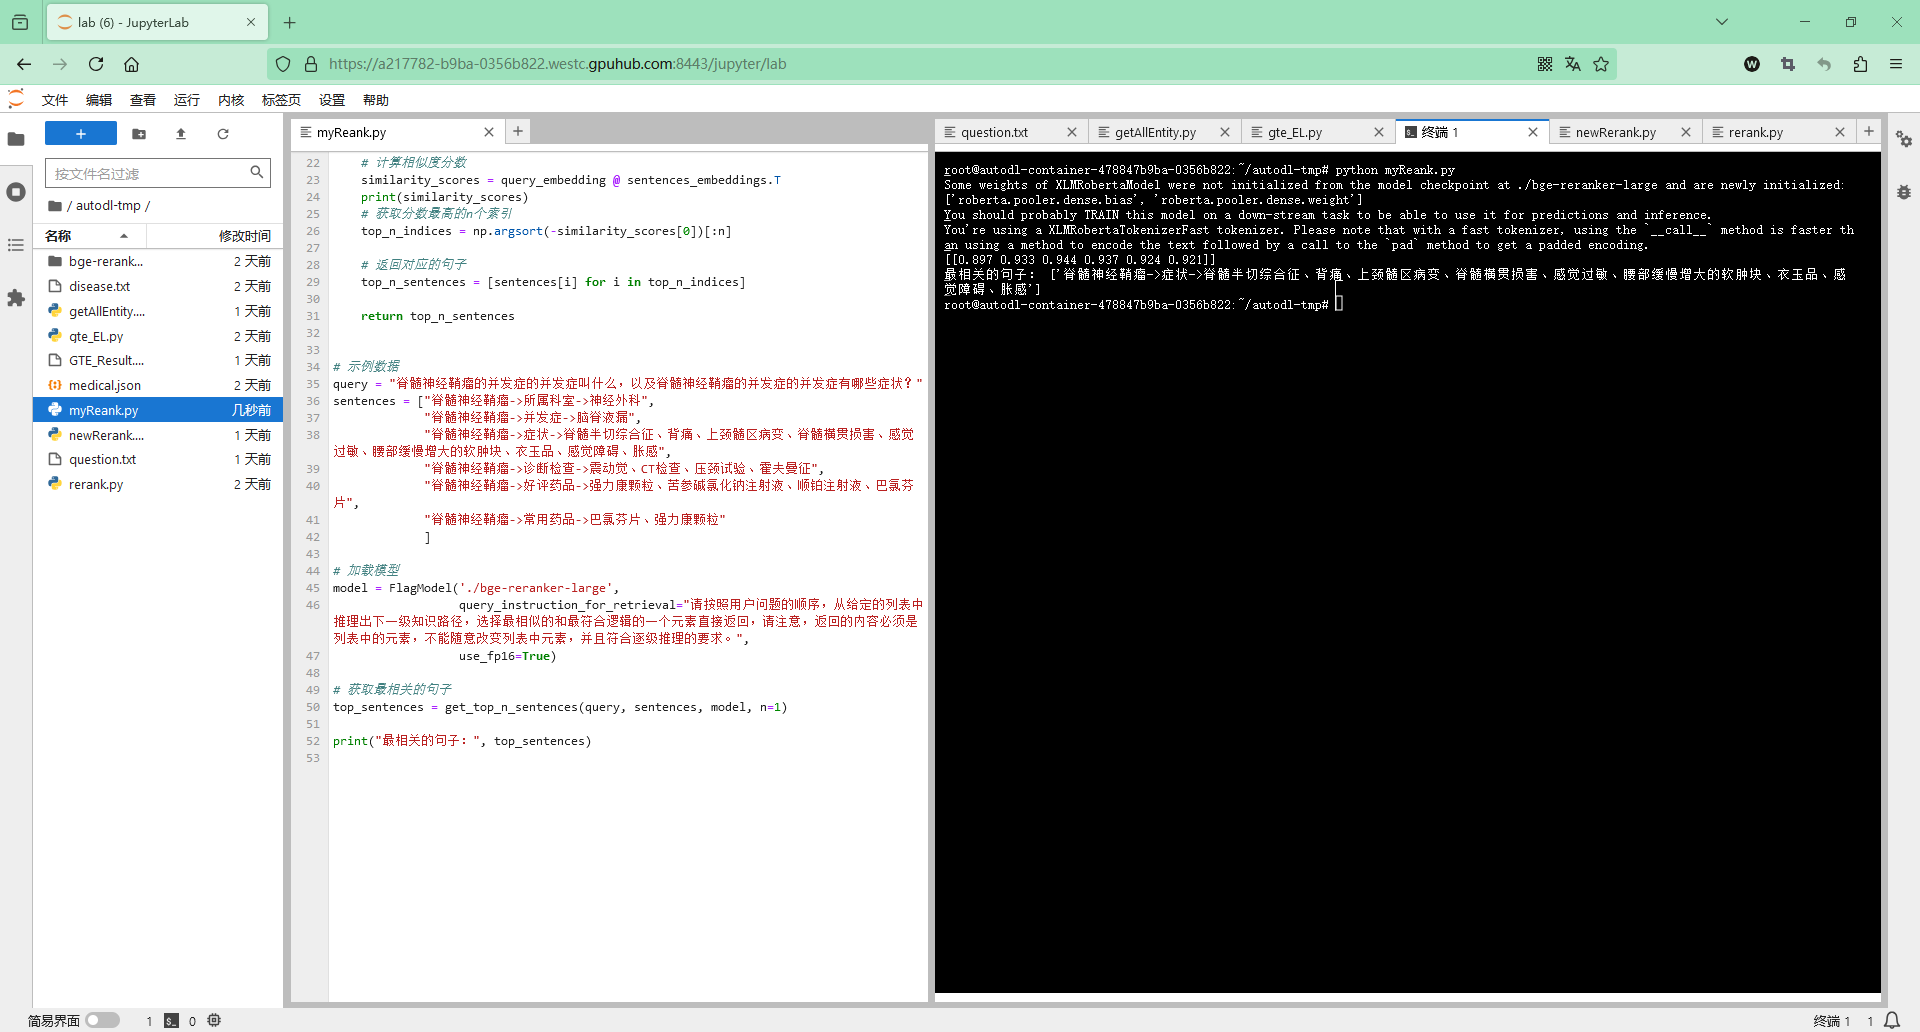 lab (6) - JupyterLab
https://a217782-b9ba-0356b822.westc.gpuhub.com:8443/jupyter/lab
文件 编辑 查看 运行 内核 标签页 设置 帮助
按文件名过滤
/ autodl-tmp /
名称 修改时间
bge-rerank... 2 天前
disease.txt 2 天前
getAllEntity.... 1 天前
gte_EL.py 2 天前
GTE_Result.... 1 天前
medical.json 2 天前
myReank.py 几秒前
newRerank.... 1 天前
question.txt 1 天前
rerank.py 2 天前
myReank.py
22 # 计算相似度分数
23 similarity_scores = query_embedding @ sentences_embeddings.T
24 print(similarity_scores)
25 # 获取分数最高的n个索引
26 top_n_indices = np.argsort(-similarity_scores[0])[:n]
27
28 # 返回对应的句子
29 top_n_sentences = [sentences[i] for i in top_n_indices]
30
31 return top_n_sentences
32
33
34 # 示例数据
35 query = "脊髓神经鞘瘤的并发症的并发症叫什么，以及脊髓神经鞘瘤的并发症的并发症有哪些症状？"
36 sentences = ["脊髓神经鞘瘤->所属科室->神经外科",
37 "脊髓神经鞘瘤->并发症->脑脊液漏",
38 "脊髓神经鞘瘤->症状->脊髓半切综合征、背痛、上颈髓区病变、脊髓横贯损害、感觉
过敏、腰部缓慢增大的软肿块、衣玉品、感觉障碍、胀感",
39 "脊髓神经鞘瘤->诊断检查->震动觉、CT检查、压颈试验、霍夫曼征",
40 "脊髓神经鞘瘤->好评药品->强力康颗粒、苦参碱氯化钠注射液、顺铂注射液、巴氯芬
片",
41 "脊髓神经鞘瘤->常用药品->巴氯芬片、强力康颗粒"
42 ]
43
44 # 加载模型
45 model = FlagModel('./bge-reranker-large',
46 query_instruction_for_retrieval="请按照用户问题的顺序，从给定的列表中
推理出下一级知识路径，选择最相似的和最符合逻辑的一个元素直接返回，请注意，返回的内容必须是
列表中的元素，不能随意改变列表中元素，并且符合逐级推理的要求。",
47 use_fp16=True)
48
49 # 获取最相关的句子
50 top_sentences = get_top_n_sentences(query, sentences, model, n=1)
51
52 print("最相关的句子：", top_sentences)
53
question.txt getAllEntity.py gte_EL.py 终端 1 newRerank.py rerank.py
root@autodl-container-478847b9ba-0356b822:~/autodl-tmp# python myReank.py
Some weights of XLMRobertaModel were not initialized from the model checkpoint at ./bge-reranker-large and are newly initialized:
['roberta.pooler.dense.bias', 'roberta.pooler.dense.weight']
You should probably TRAIN this model on a down-stream task to be able to use it for predictions and inference.
You're using a XLMRobertaTokenizerFast tokenizer. Please note that with a fast tokenizer, using the `__call__` method is faster th
an using a method to encode the text followed by a call to the `pad` method to get a padded encoding.
[[0.897 0.933 0.944 0.937 0.924 0.921]]
最相关的句子： ['脊髓神经鞘瘤->症状->脊髓半切综合征、背痛、上颈髓区病变、脊髓横贯损害、感觉过敏、腰部缓慢增大的软肿块、衣玉品、感
觉障碍、胀感']
root@autodl-container-478847b9ba-0356b822:~/autodl-tmp#
简易界面 1 0 终端 1 1